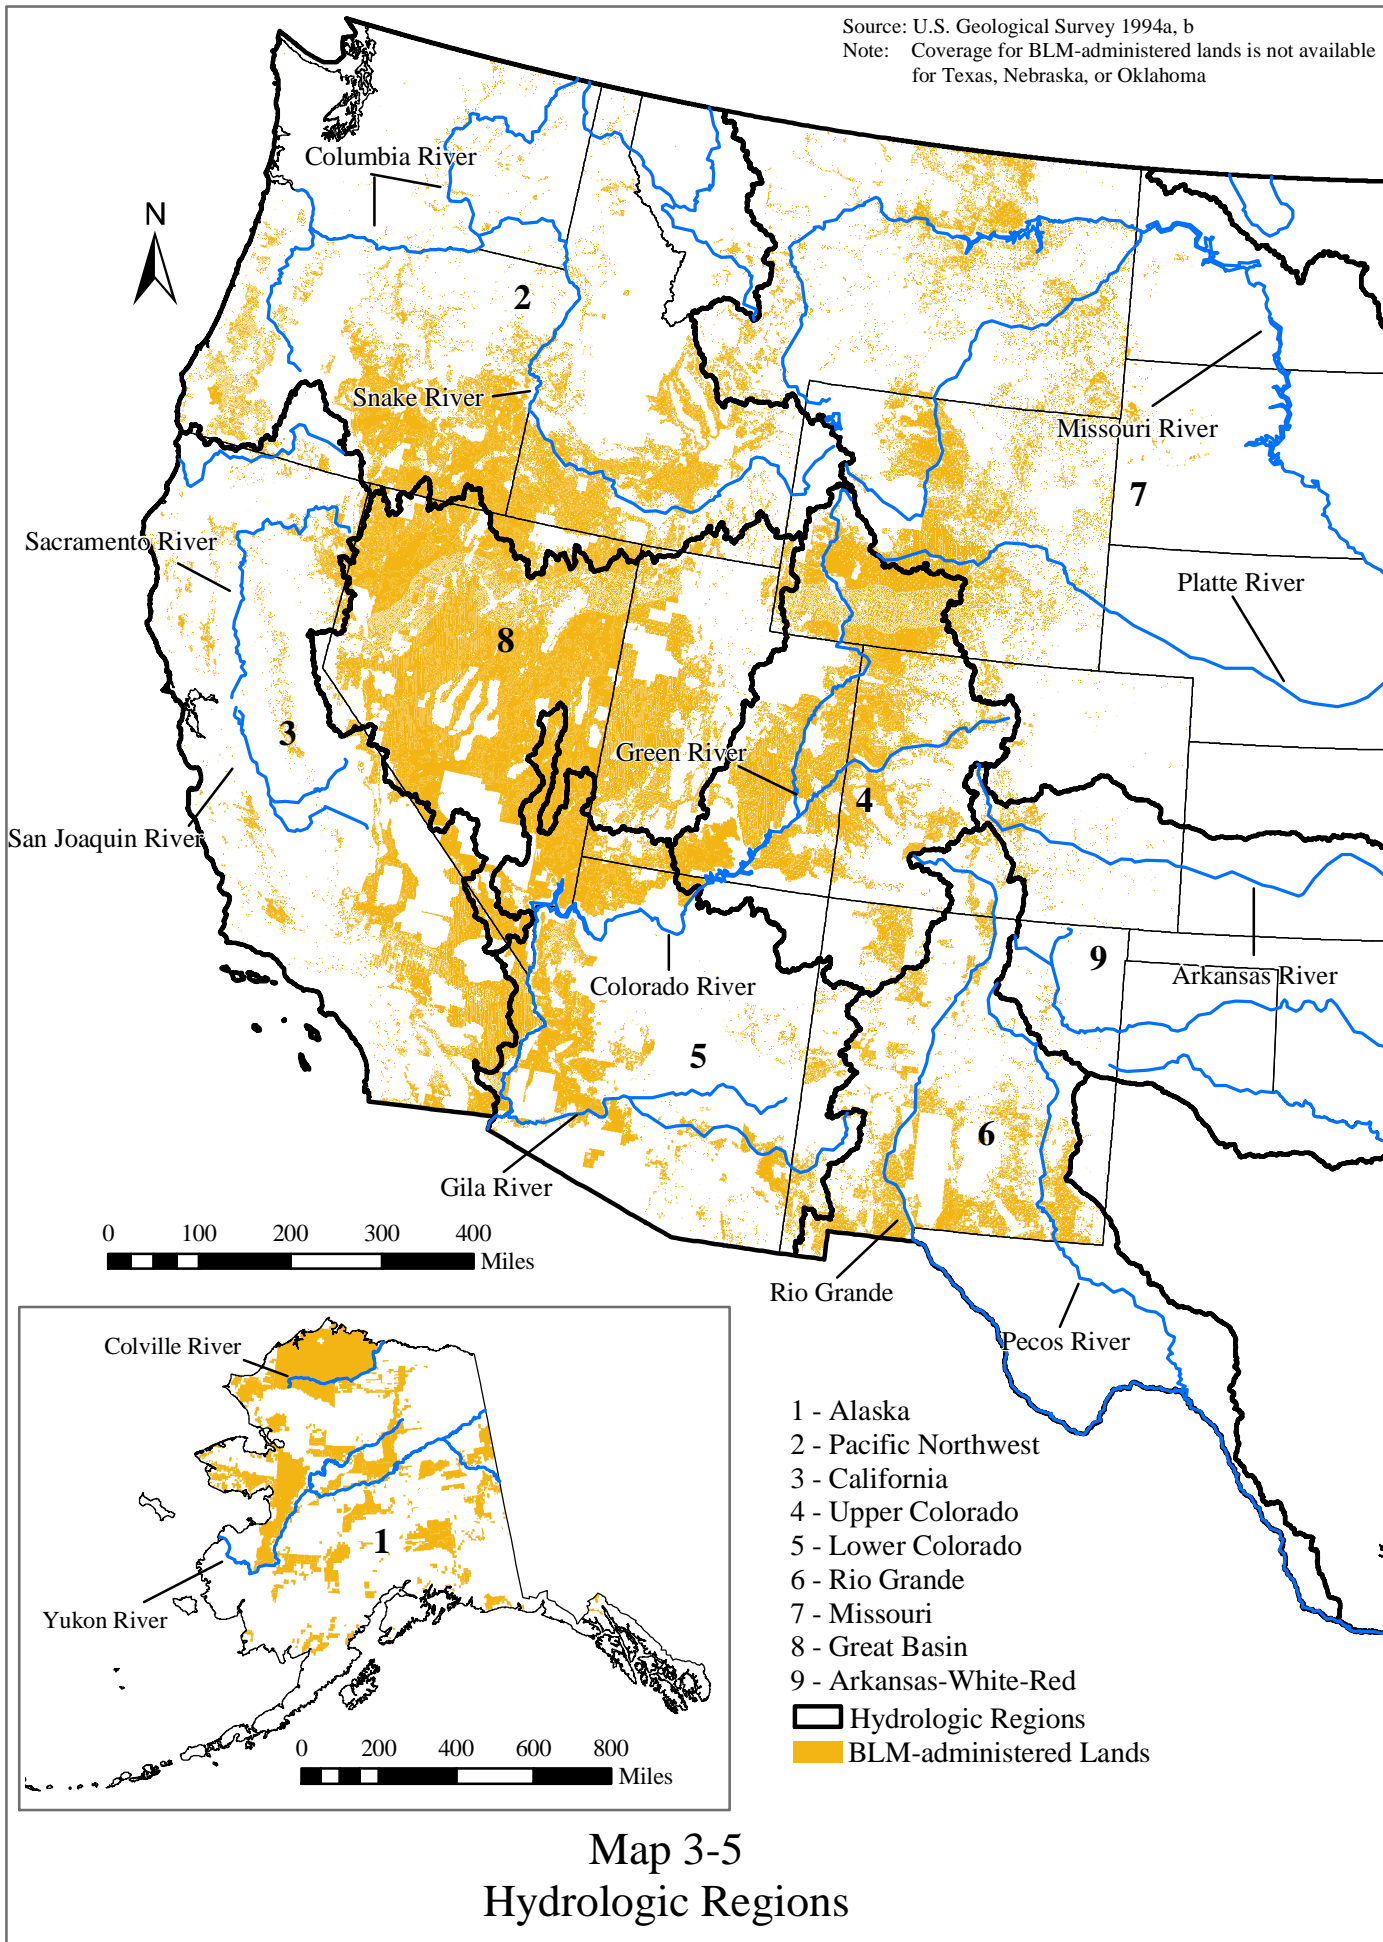 Source: U.S. Geological Survey 1994a, b
Note: Coverage for BLM-administered lands is not available
for Texas, Nebraska, or Oklahoma
Columbia River
N
2
Snake River
Missouri River
7
Sacramento River
Platte River
8
3
Green River
4
San Joaquin River
9
Arkansas River
Colorado River
5
6
Gila River
0 100 200 300 400
Miles
Rio Grande
Pecos River
Colville River
1
Yukon River
0 200 400 600 800
Miles
1 - Alaska
2 - Pacific Northwest
3 - California
4 - Upper Colorado
5 - Lower Colorado
6 - Rio Grande
7 - Missouri
8 - Great Basin
9 - Arkansas-White-Red
Hydrologic Regions
BLM-administered Lands
Map 3-5
Hydrologic Regions